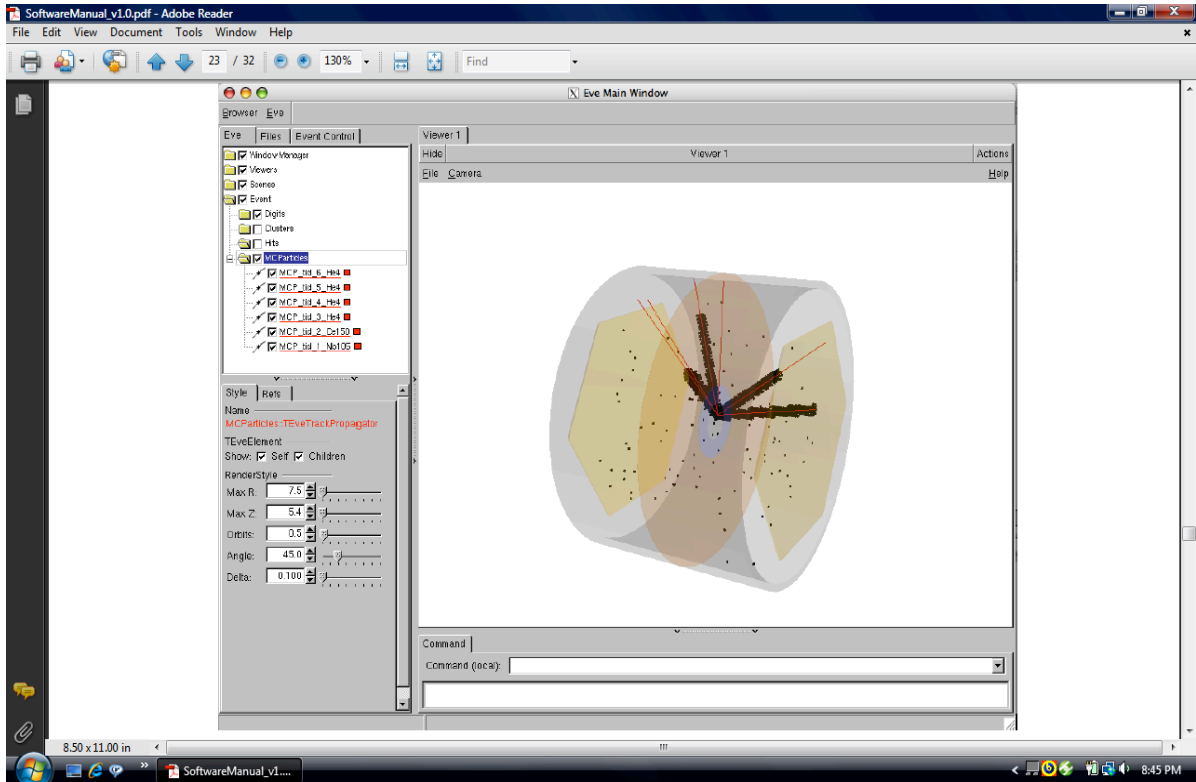 SoftwareManual_v1.0.pdf - Adobe Reader
File Edit View Document Tools Window Help
23 / 32 130% Find
X Eve Main Window
Browser Eve
Eve Files Event Control
Viewer 1
Hide Viewer 1 Actions
File Camera Help
Window Manager
Viewers
Scenes
Event
Digits
Clusters
Hits
MCParticles
MCP_tid_6_He4
MCP_tid_5_He4
MCP_tid_4_He4
MCP_tid_3_He4
MCP_tid_2_Ce150
MCP_tid_1_No105
Style Refs
Name
MCParticles::TEveTrackPropagator
TEveElement
Show: Self Children
RenderStyle
Max R: 7.5
Max Z: 5.4
Orbits: 0.5
Angle: 45.0
Delta: 0.100
Command
Command (local):
8.50 x 11.00 in
SoftwareManual_v1....
8:45 PM